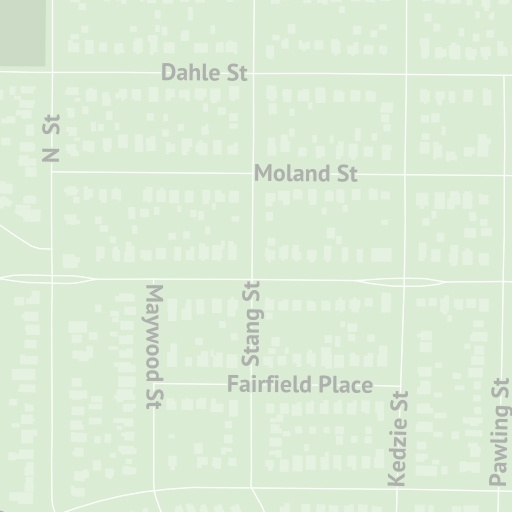 Dahle St
N St
Moland St
Maywood St
Stang St
Fairfield Place
Kedzie St
Pawling St